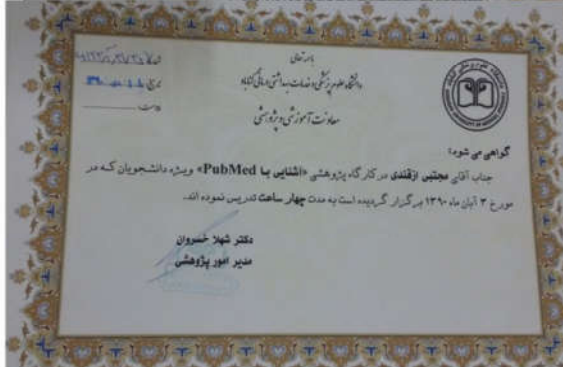 باسمه تعالی
دانشگاه علوم پزشکی و خدمات بهداشتی درمانی گناباد
معاونت آموزشی و پژوهشی
گواهی می شود:
جناب آقای مجتبی ازقندی در کارگاه پژوهشی «آشنایی با PubMed» ویژه دانشجویان که در
مورخ ۳ آبان ماه ۱۳۹۰ برگزار گردیده است به مدت چهار ساعت تدریس نموده اند.
دکتر شهلا خسروان
مدیر امور پژوهشی